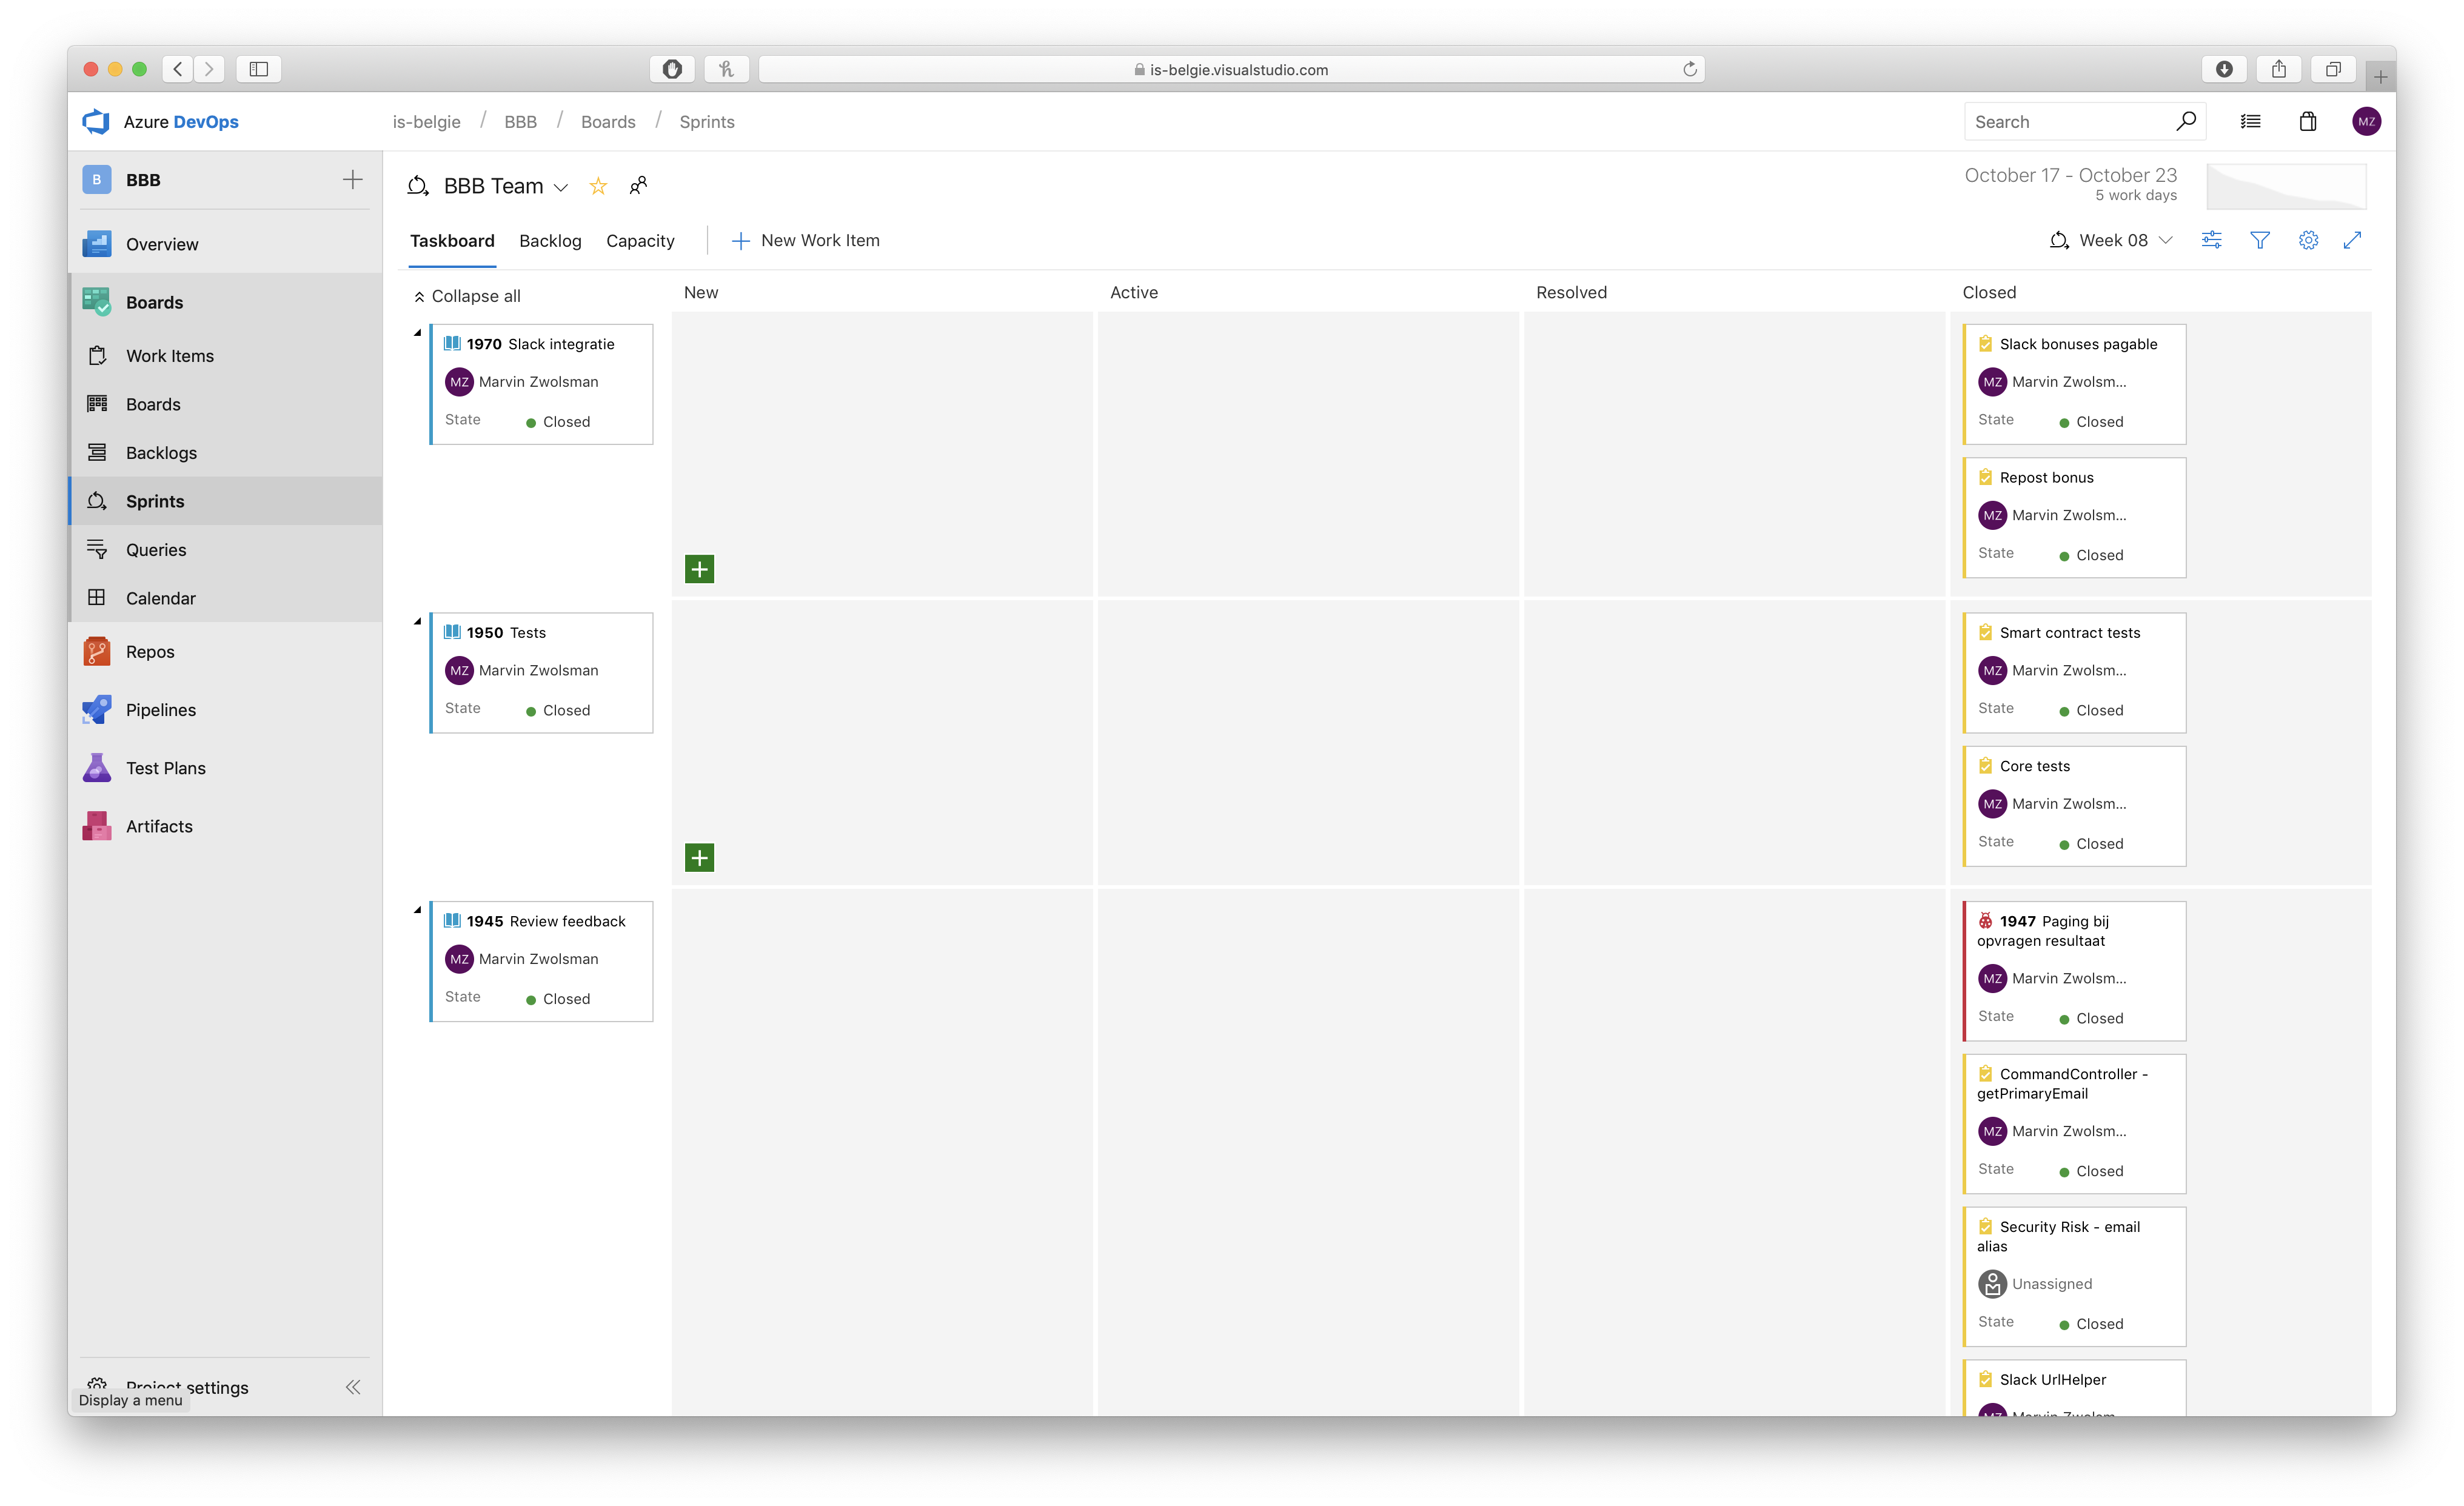 is-belgie.visualstudio.com
Azure DevOps
is-belgie / BBB / Boards / Sprints
Search
MZ
B BBB
Overview
Boards
Work Items
Boards
Backlogs
Sprints
Queries
Calendar
Repos
Pipelines
Test Plans
Artifacts
Project settings
Display a menu
BBB Team
October 17 - October 23
5 work days
Taskboard Backlog Capacity New Work Item
Week 08
Collapse all
New Active Resolved Closed
1970 Slack integratie
MZ Marvin Zwolsman
State Closed
Slack bonuses pagable
MZ Marvin Zwolsm...
State Closed
Repost bonus
MZ Marvin Zwolsm...
State Closed
1950 Tests
MZ Marvin Zwolsman
State Closed
Smart contract tests
MZ Marvin Zwolsm...
State Closed
Core tests
MZ Marvin Zwolsm...
State Closed
1945 Review feedback
MZ Marvin Zwolsman
State Closed
1947 Paging bij
opvragen resultaat
MZ Marvin Zwolsm...
State Closed
CommandController -
getPrimaryEmail
MZ Marvin Zwolsm...
State Closed
Security Risk - email
alias
Unassigned
State Closed
Slack UrlHelper
MZ Marvin Zwolsm...